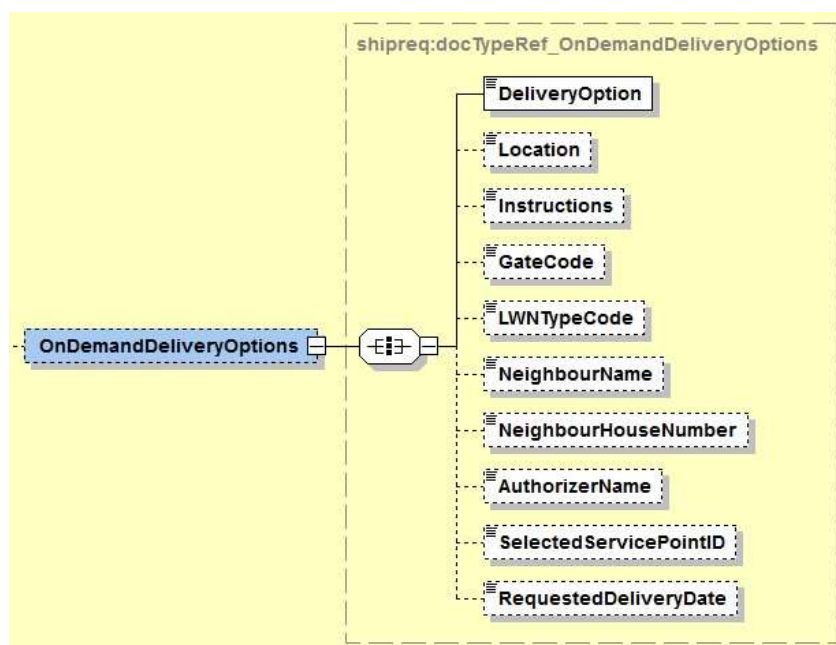 shipreq:docTypeRef_OnDemandDeliveryOptions
DeliveryOption
Location
Instructions
GateCode
LWNTypeCode
OnDemandDeliveryOptions
NeighbourName
NeighbourHouseNumber
AuthorizerName
SelectedServicePointID
RequestedDeliveryDate